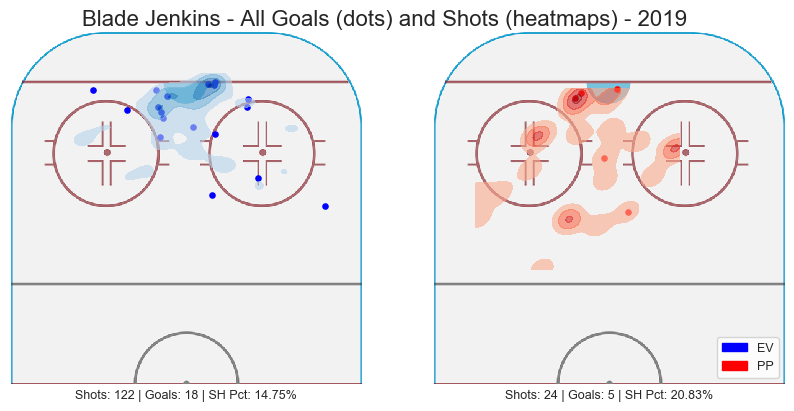 Blade Jenkins - All Goals (dots) and Shots (heatmaps) - 2019
EV
PP
Shots: 122 | Goals: 18 | SH Pct: 14.75%
Shots: 24 | Goals: 5 | SH Pct: 20.83%